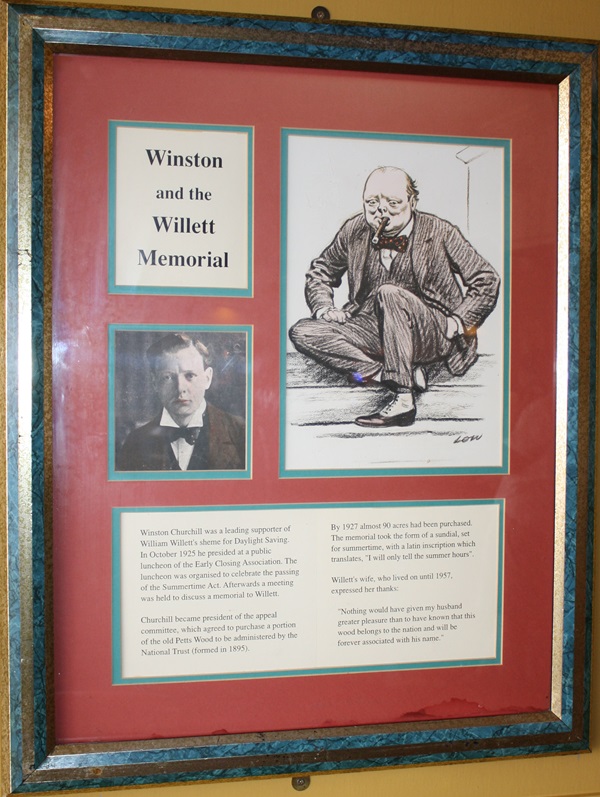 Winston
and the
Willett
Memorial
LOW
Winston Churchill was a leading supporter of
William Willett's sheme for Daylight Saving.
In October 1925 he presided at a public
luncheon of the Early Closing Association. The
luncheon was organised to celebrate the passing
of the Summertime Act. Afterwards a meeting
was held to discuss a memorial to Willett.
Churchill became president of the appeal
committee, which agreed to purchase a portion
of the old Petts Wood to be administered by the
National Trust (formed in 1895).
By 1927 almost 90 acres had been purchased.
The memorial took the form of a sundial, set
for summertime, with a latin inscription which
translates, "I will only tell the summer hours".
Willett's wife, who lived on until 1957,
expressed her thanks:
"Nothing would have given my husband
greater pleasure than to have known that this
wood belongs to the nation and will be
forever associated with his name."